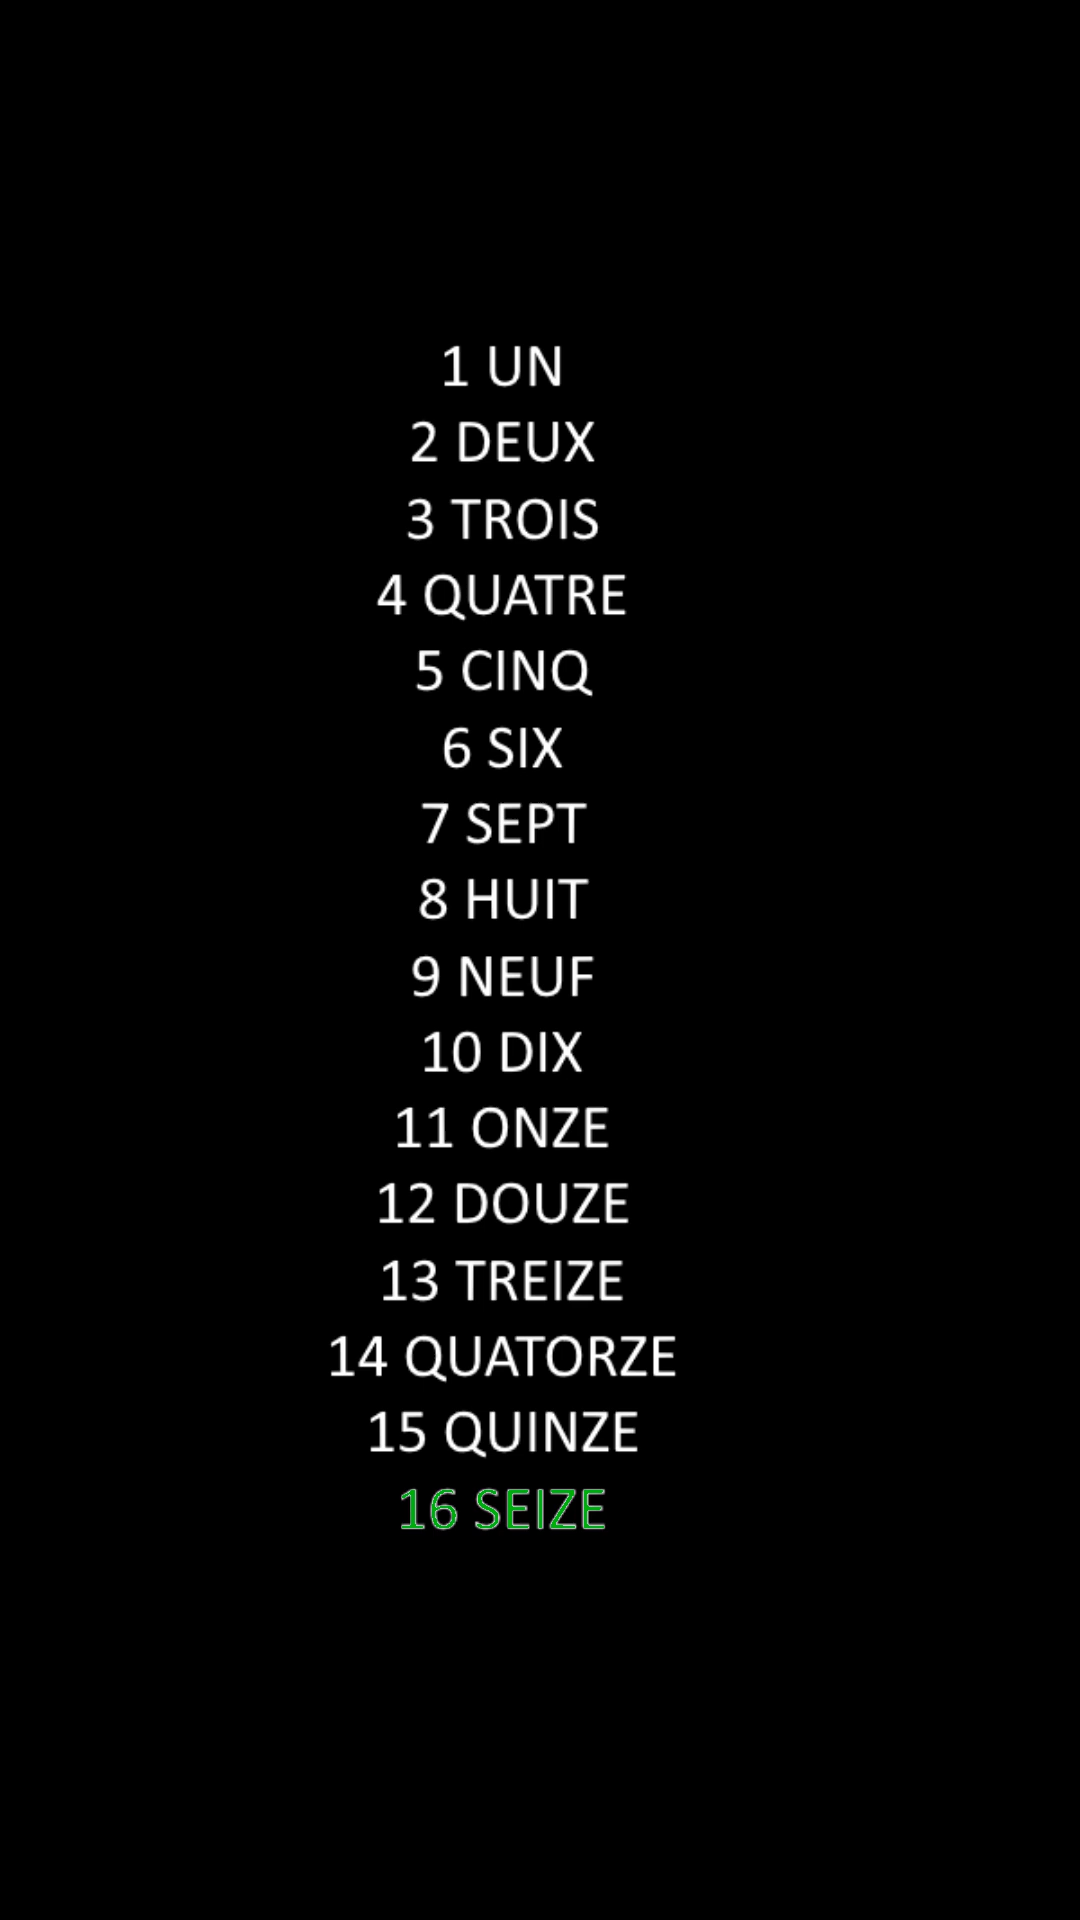 1 UN
2 DEUX
3 TROIS
4 QUATRE
5 CINQ
6 SIX
7 SEPT
8 HUIT
9 NEUF
10 DIX
11 ONZE
12 DOUZE
13 TREIZE
14 QUATORZE
15 QUINZE
16 SEIZE